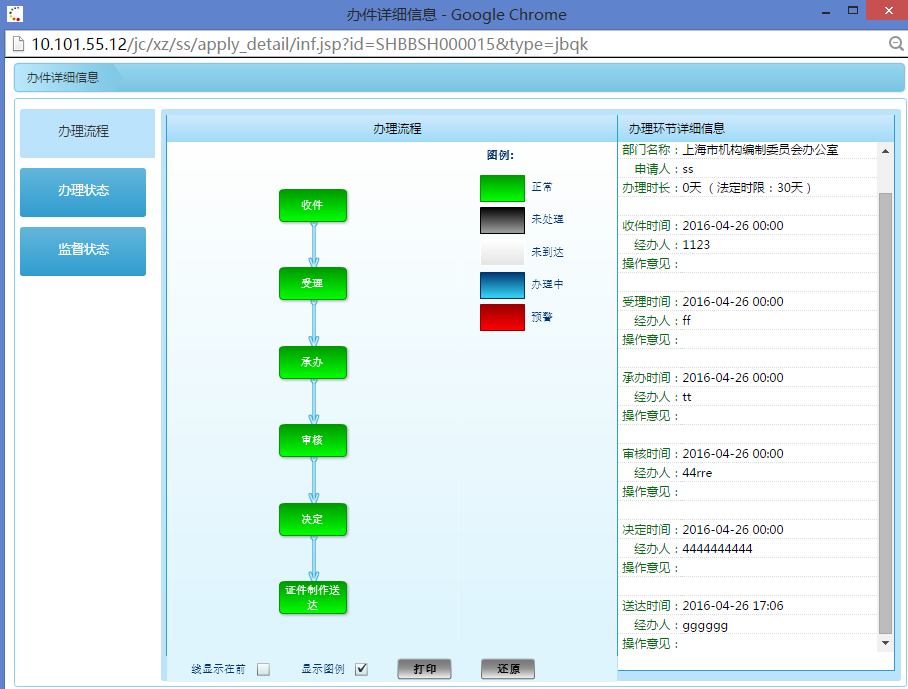 办件详细信息 - Google Chrome
10.101.55.12/jc/xz/ss/apply_detail/inf.jsp?id=SHBBSH000015&type=jbqk
办件详细信息
办理流程
办理状态
监督状态
办理流程
图例:
正常
未处理
未到达
办理中
预警
收件
受理
承办
审核
决定
证件制作送
达
线显示在前
显示图例
打印
还原
办理环节详细信息
部门名称：上海市机构编制委员会办公室
申请人：ss
办理时长：0天（法定时限：30天）
收件时间：2016-04-26 00:00
经办人：1123
操作意见：
受理时间：2016-04-26 00:00
经办人：ff
操作意见：
承办时间：2016-04-26 00:00
经办人：tt
操作意见：
审核时间：2016-04-26 00:00
经办人：44rre
操作意见：
决定时间：2016-04-26 00:00
经办人：4444444444
操作意见：
送达时间：2016-04-26 17:06
经办人：gggggg
操作意见：